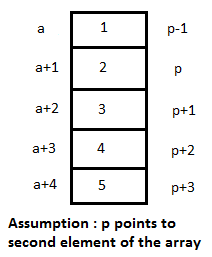 a 1 p-1
a+1 2 p
a+2 3 p+1
a+3 4 p+2
a+4 5 p+3
Assumption : p points to
second element of the array